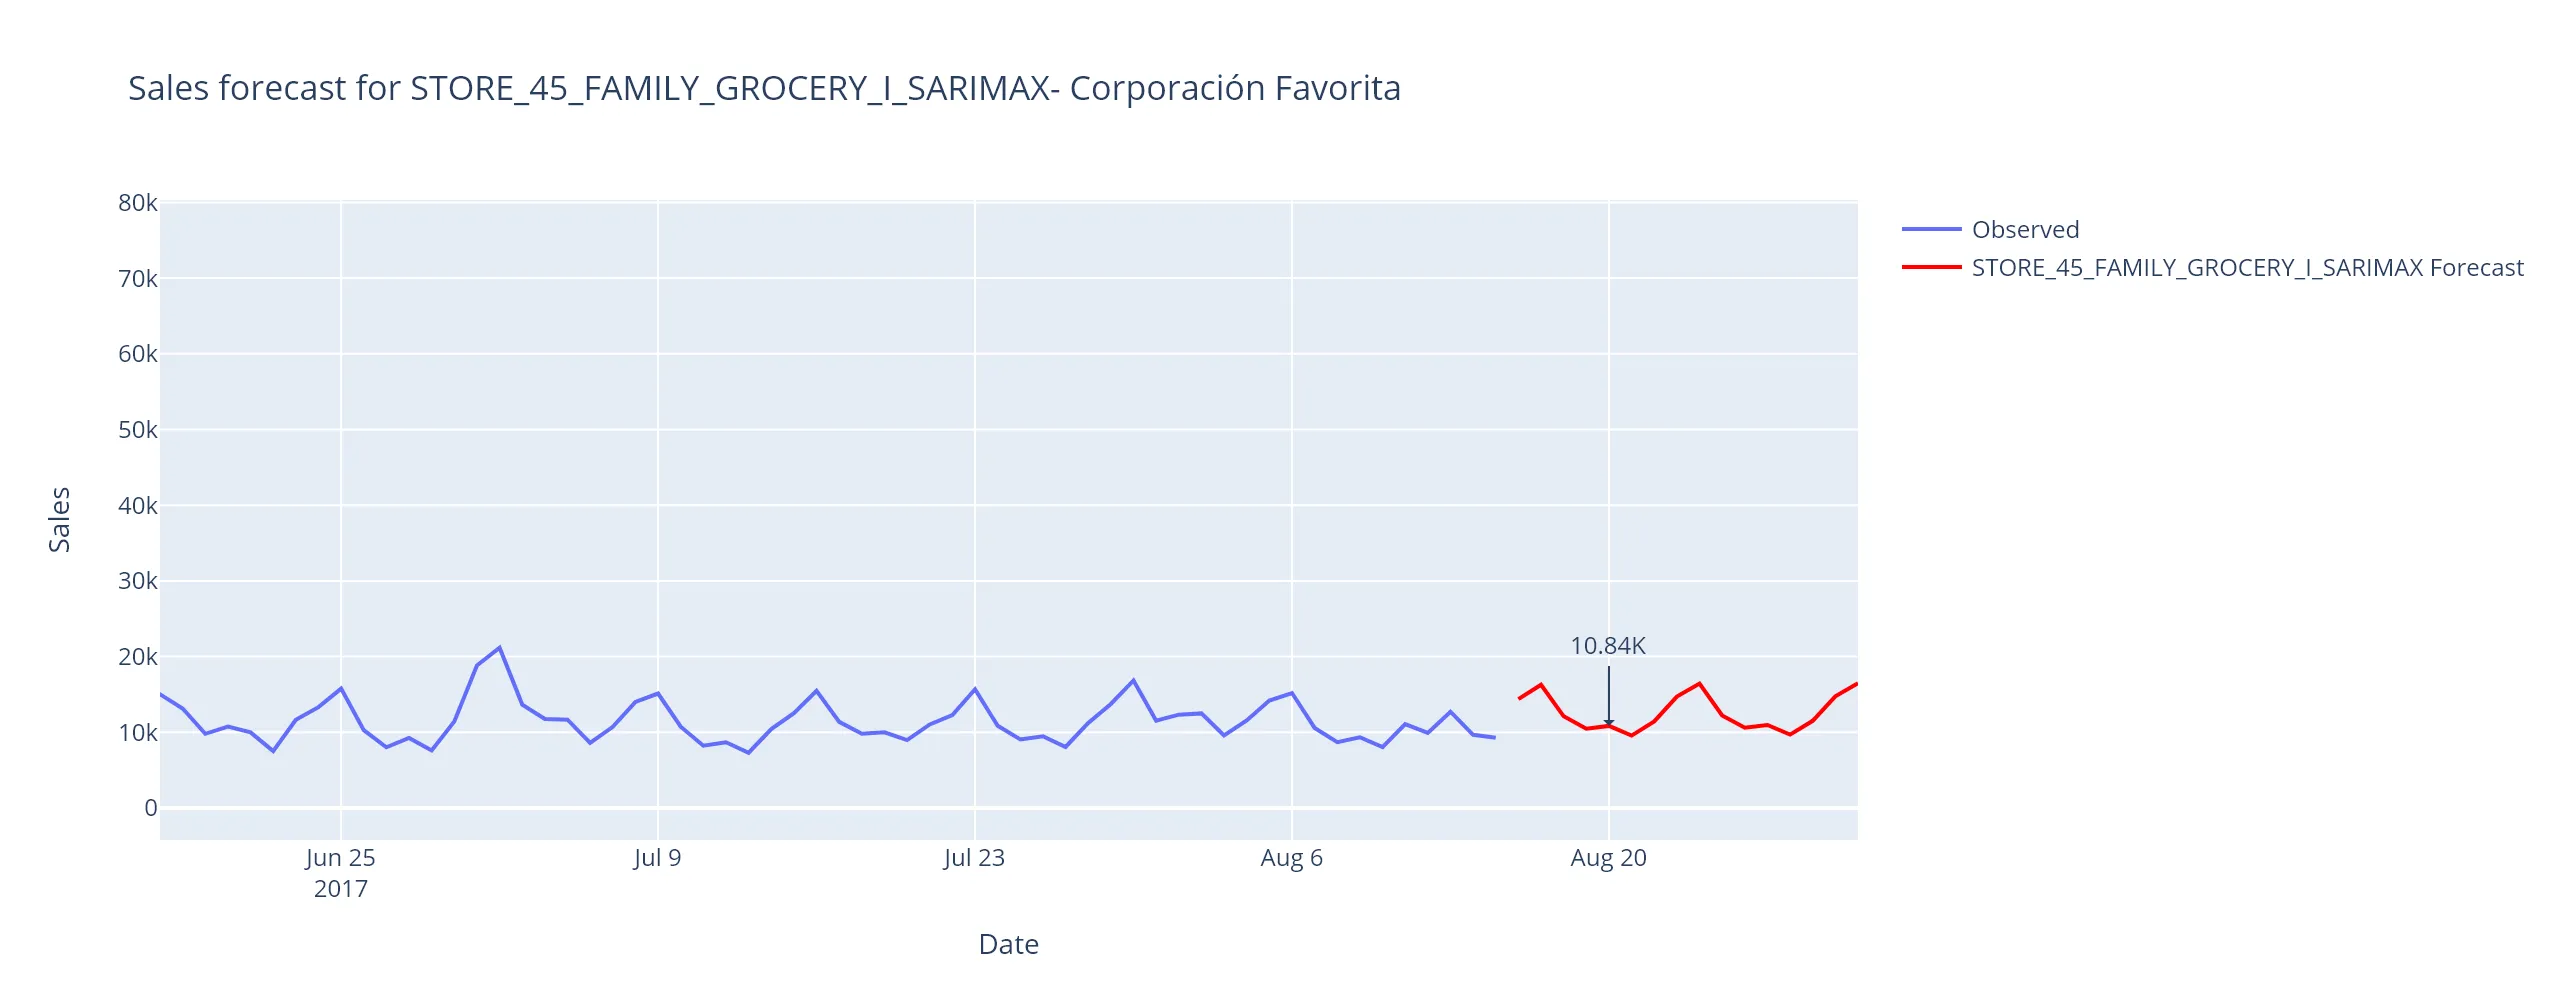 Sales forecast for STORE_45_FAMILY_GROCERY_I_SARIMAX- Corporación Favorita
Observed
STORE_45_FAMILY_GROCERY_I_SARIMAX Forecast
Sales
80k
70k
60k
50k
40k
30k
20k
10k
0
10.84K
Jun 25
2017
Jul 9
Jul 23
Aug 6
Aug 20
Date